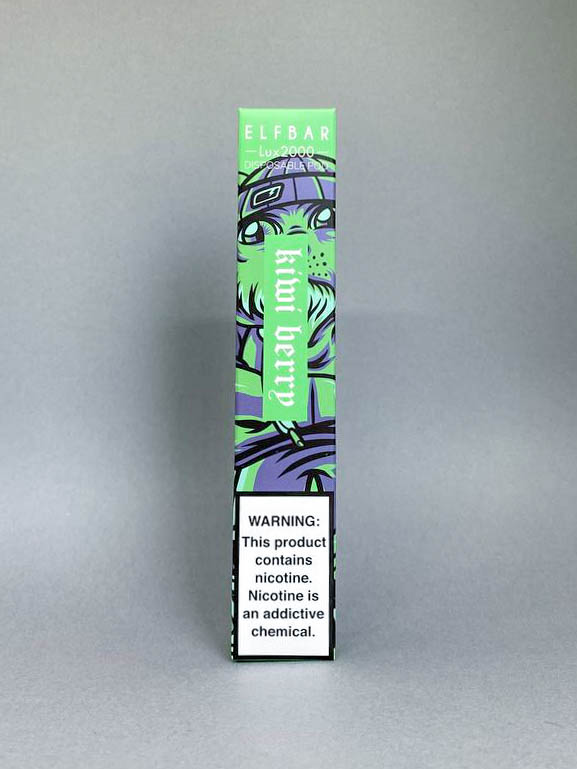 ELFBAR
Lux2000
DISPOSABLE POD
kiwi berry
WARNING:
This product
contains
nicotine.
Nicotine is
an addictive
chemical.